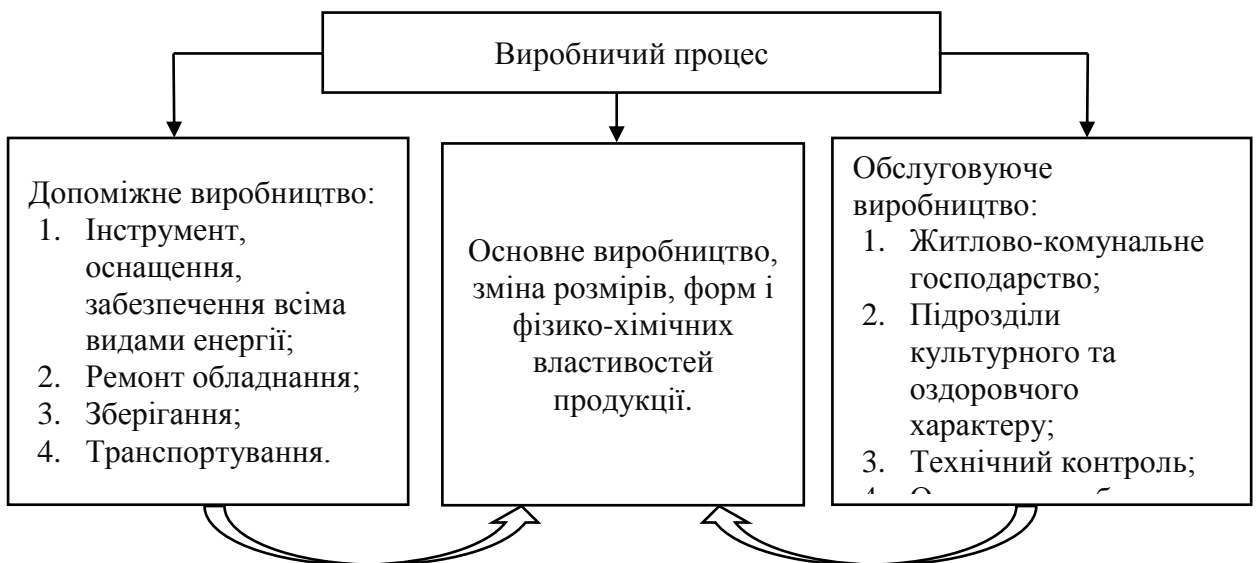 Виробничий процес
Допоміжне виробництво:
1. Інструмент,
оснащення,
забезпечення всіма
видами енергії;
2. Ремонт обладнання;
3. Зберігання;
4. Транспортування.
Основне виробництво,
зміна розмірів, форм і
фізико-хімічних
властивостей
продукції.
Обслуговуюче
виробництво:
1. Житлово-комунальне
господарство;
2. Підрозділи
культурного та
оздоровчого
характеру;
3. Технічний контроль;